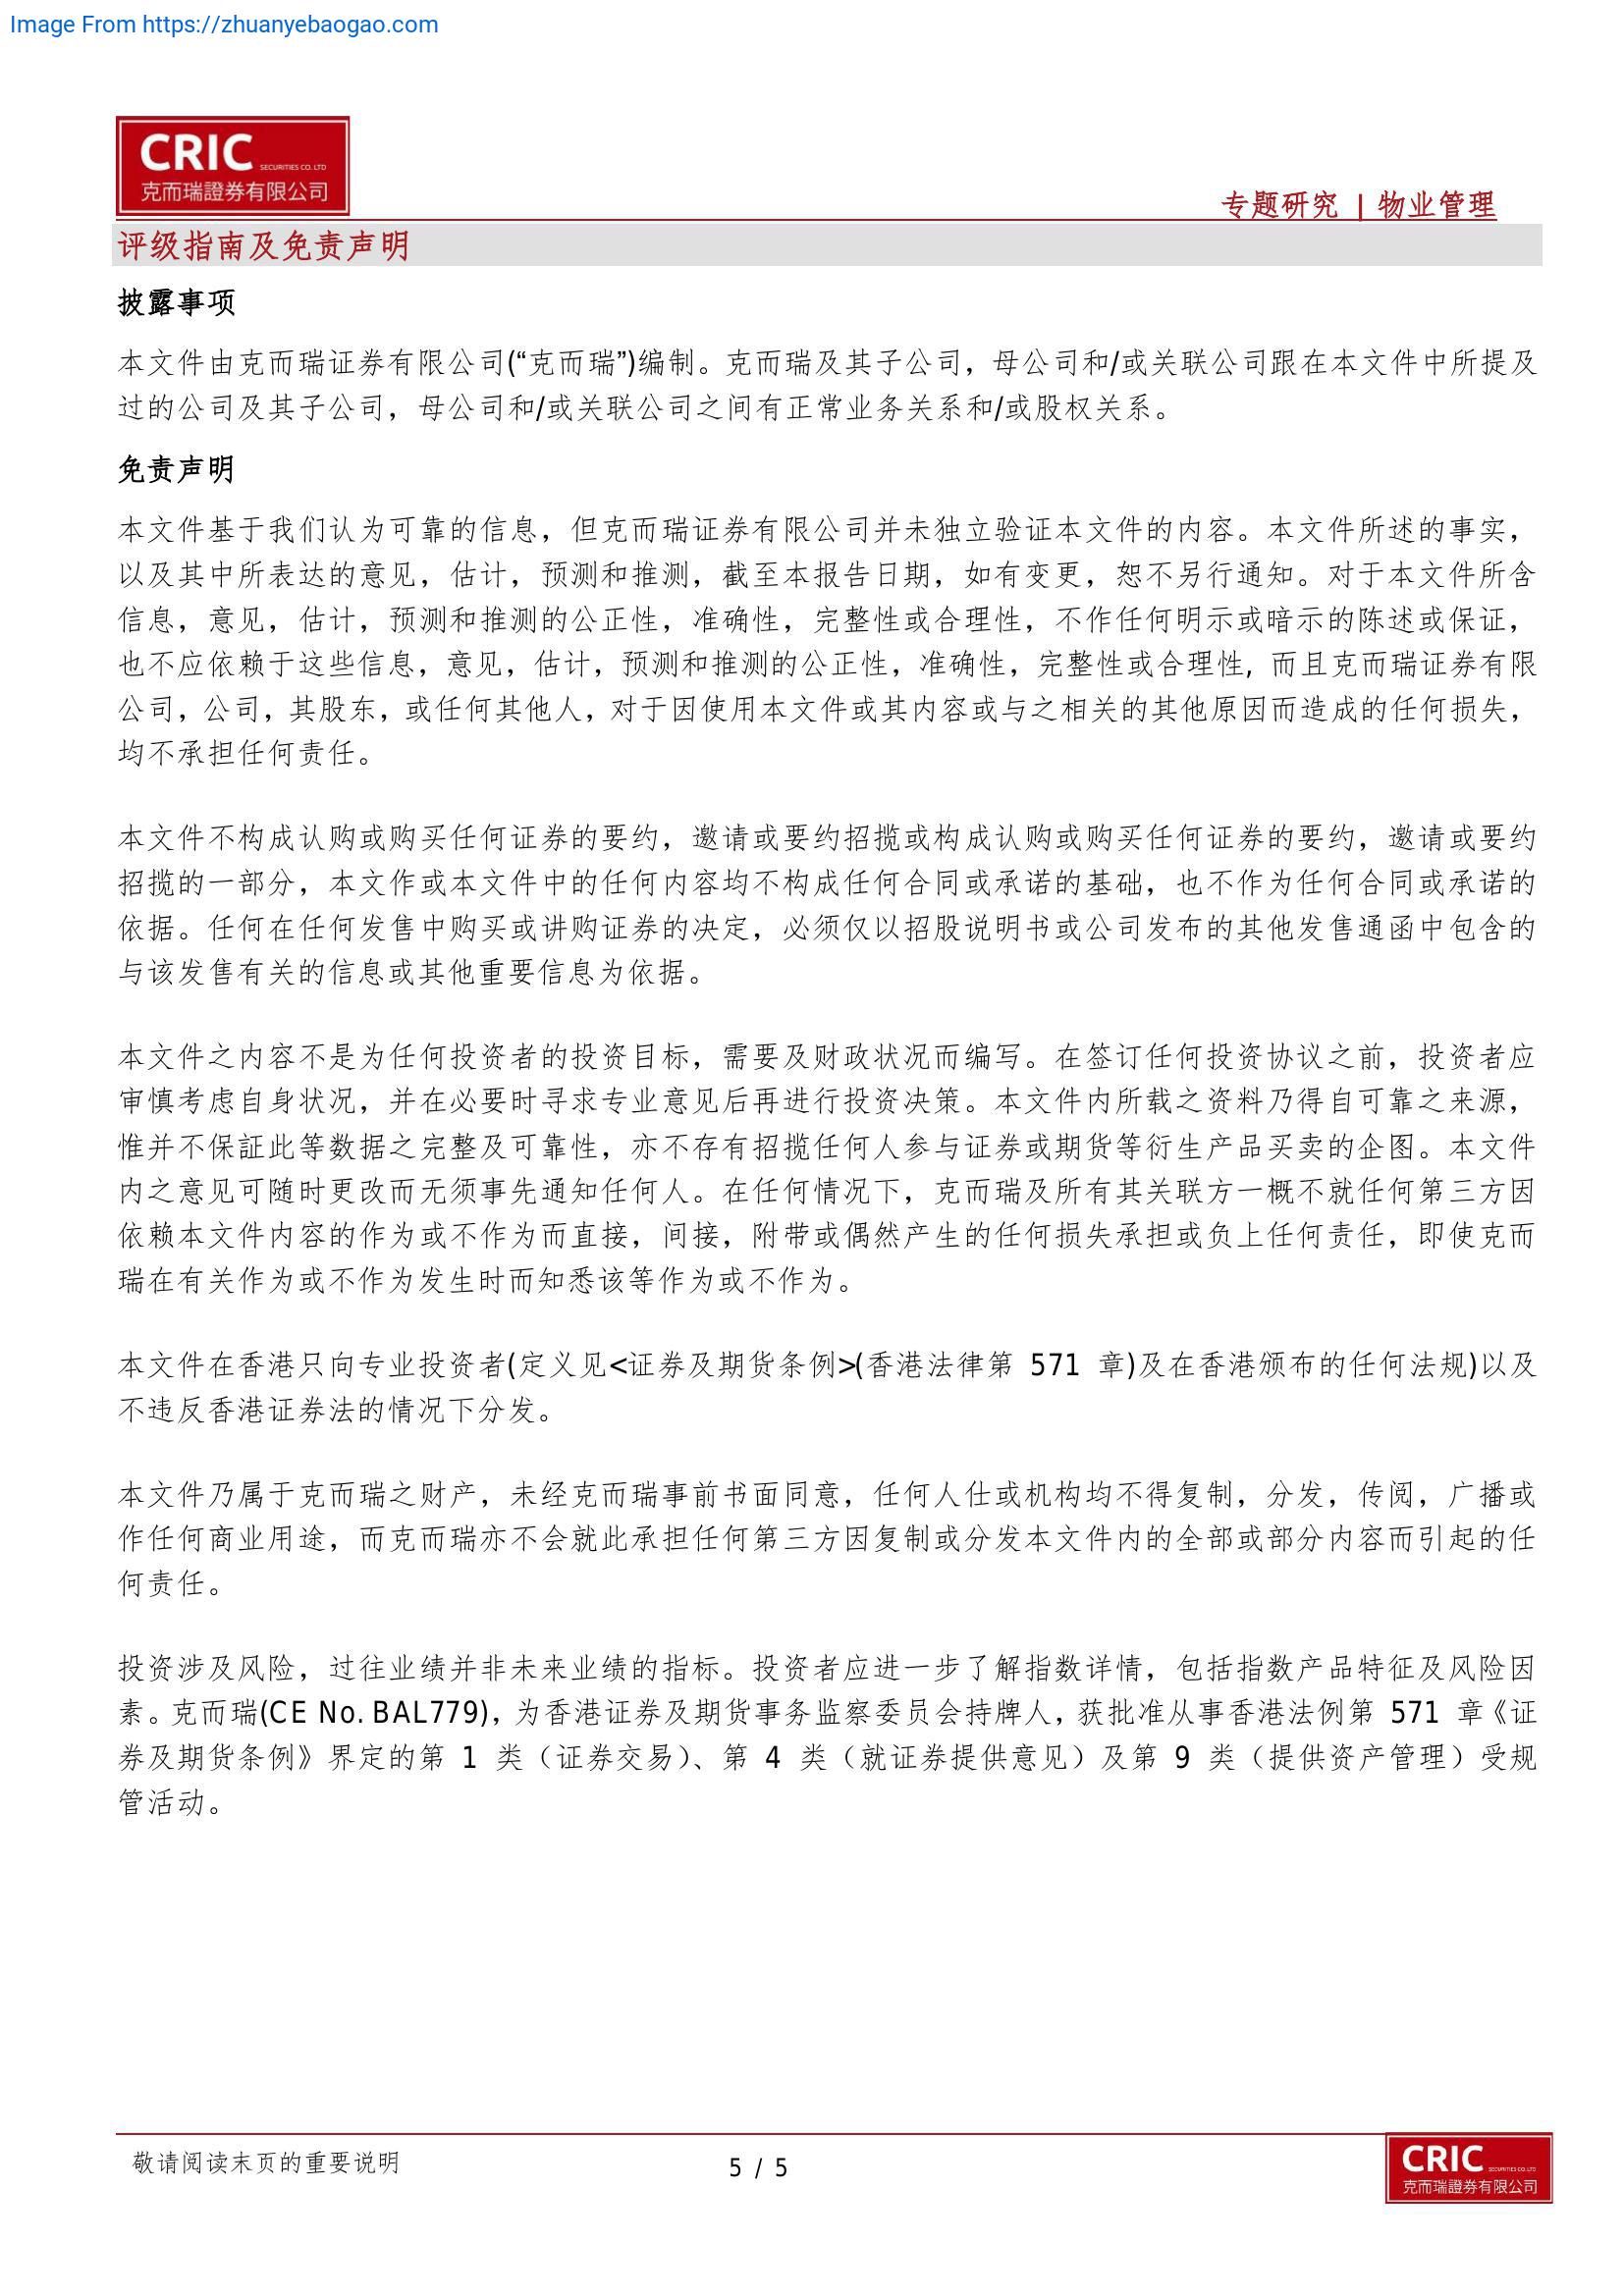 Image From https://zhuanyebaogao.com
CRIC SECURITIES CO. LTD
克而瑞證券有限公司
专题研究 | 物业管理
评级指南及免责声明
披露事项
本文件由克而瑞证券有限公司(“克而瑞”)编制。克而瑞及其子公司，母公司和/或关联公司跟在本文件中所提及
过的公司及其子公司，母公司和/或关联公司之间有正常业务关系和/或股权关系。
免责声明
本文件基于我们认为可靠的信息，但克而瑞证券有限公司并未独立验证本文件的内容。本文件所述的事实，
以及其中所表达的意见，估计，预测和推测，截至本报告日期，如有变更，恕不另行通知。对于本文件所含
信息，意见，估计，预测和推测的公正性，准确性，完整性或合理性，不作任何明示或暗示的陈述或保证，
也不应依赖于这些信息，意见，估计，预测和推测的公正性，准确性，完整性或合理性, 而且克而瑞证券有限
公司，公司，其股东，或任何其他人，对于因使用本文件或其内容或与之相关的其他原因而造成的任何损失，
均不承担任何责任。
本文件不构成认购或购买任何证券的要约，邀请或要约招揽或构成认购或购买任何证券的要约，邀请或要约
招揽的一部分，本文作或本文件中的任何内容均不构成任何合同或承诺的基础，也不作为任何合同或承诺的
依据。任何在任何发售中购买或讲购证券的决定，必须仅以招股说明书或公司发布的其他发售通函中包含的
与该发售有关的信息或其他重要信息为依据。
本文件之内容不是为任何投资者的投资目标，需要及财政状况而编写。在签订任何投资协议之前，投资者应
审慎考虑自身状况，并在必要时寻求专业意见后再进行投资决策。本文件内所载之资料乃得自可靠之来源，
惟并不保証此等数据之完整及可靠性，亦不存有招揽任何人参与证券或期货等衍生产品买卖的企图。本文件
内之意见可随时更改而无须事先通知任何人。在任何情况下，克而瑞及所有其关联方一概不就任何第三方因
依赖本文件内容的作为或不作为而直接，间接，附带或偶然产生的任何损失承担或负上任何责任，即使克而
瑞在有关作为或不作为发生时而知悉该等作为或不作为。
本文件在香港只向专业投资者(定义见<证券及期货条例>(香港法律第 571 章)及在香港颁布的任何法规)以及
不违反香港证券法的情况下分发。
本文件乃属于克而瑞之财产，未经克而瑞事前书面同意，任何人仕或机构均不得复制，分发，传阅，广播或
作任何商业用途，而克而瑞亦不会就此承担任何第三方因复制或分发本文件内的全部或部分内容而引起的任
何责任。
投资涉及风险，过往业绩并非未来业绩的指标。投资者应进一步了解指数详情，包括指数产品特征及风险因
素。克而瑞(CE No. BAL779)，为香港证券及期货事务监察委员会持牌人，获批准从事香港法例第 571 章《证
券及期货条例》界定的第 1 类（证券交易）、第 4 类（就证券提供意见）及第 9 类（提供资产管理）受规
管活动。
敬请阅读末页的重要说明
5 / 5
CRIC SECURITIES CO. LTD
克而瑞證券有限公司